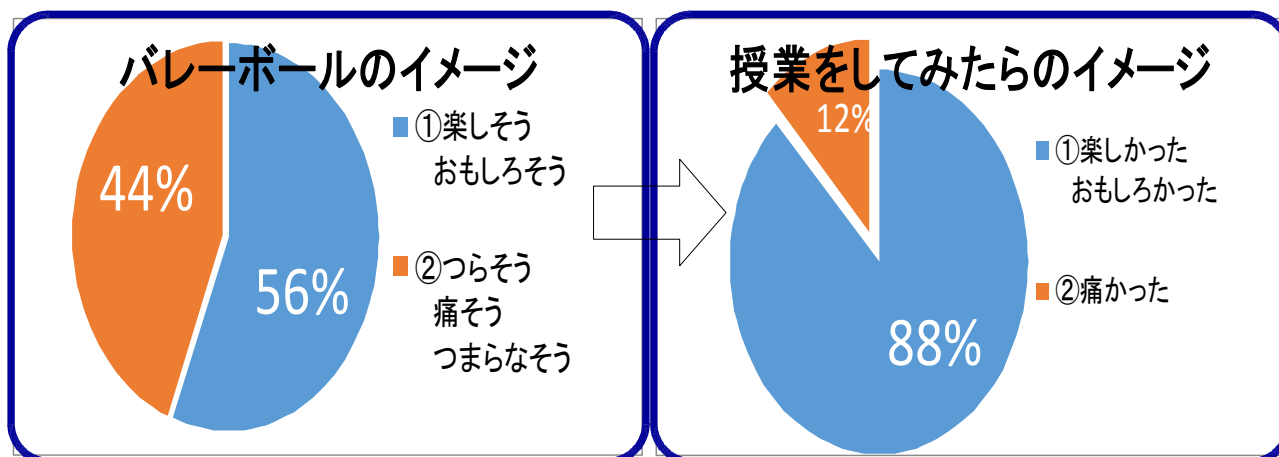 バレーボールのイメージ
①楽しそう
おもしろそう
②つらそう
痛そう
つまらなそう
44%
56%
授業をしてみたらのイメージ
①楽しかった
おもしろかった
②痛かった
12%
88%